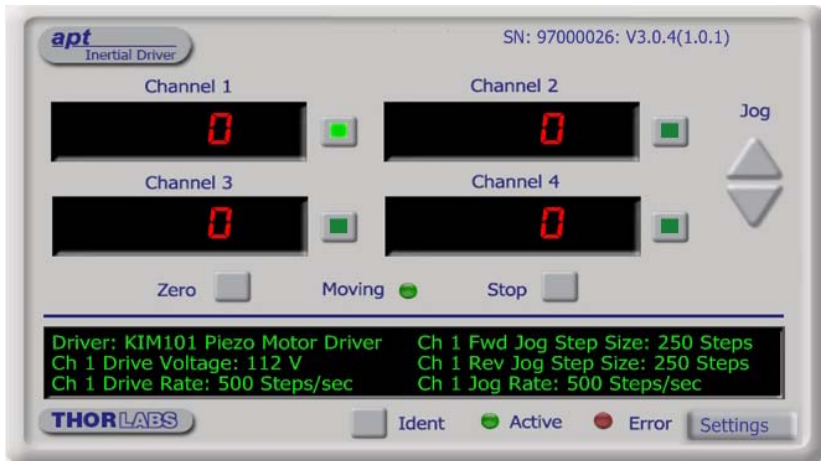 apt
Inertial Driver
SN: 97000026: V3.0.4(1.0.1)
Channel 1
Channel 2
0
0
Jog
Channel 3
Channel 4
0
0
Zero
Moving
Stop
Driver: KIM101 Piezo Motor Driver
Ch 1 Drive Voltage: 112 V
Ch 1 Drive Rate: 500 Steps/sec
Ch 1 Fwd Jog Step Size: 250 Steps
Ch 1 Rev Jog Step Size: 250 Steps
Ch 1 Jog Rate: 500 Steps/sec
THORLABS
Ident
Active
Error
Settings